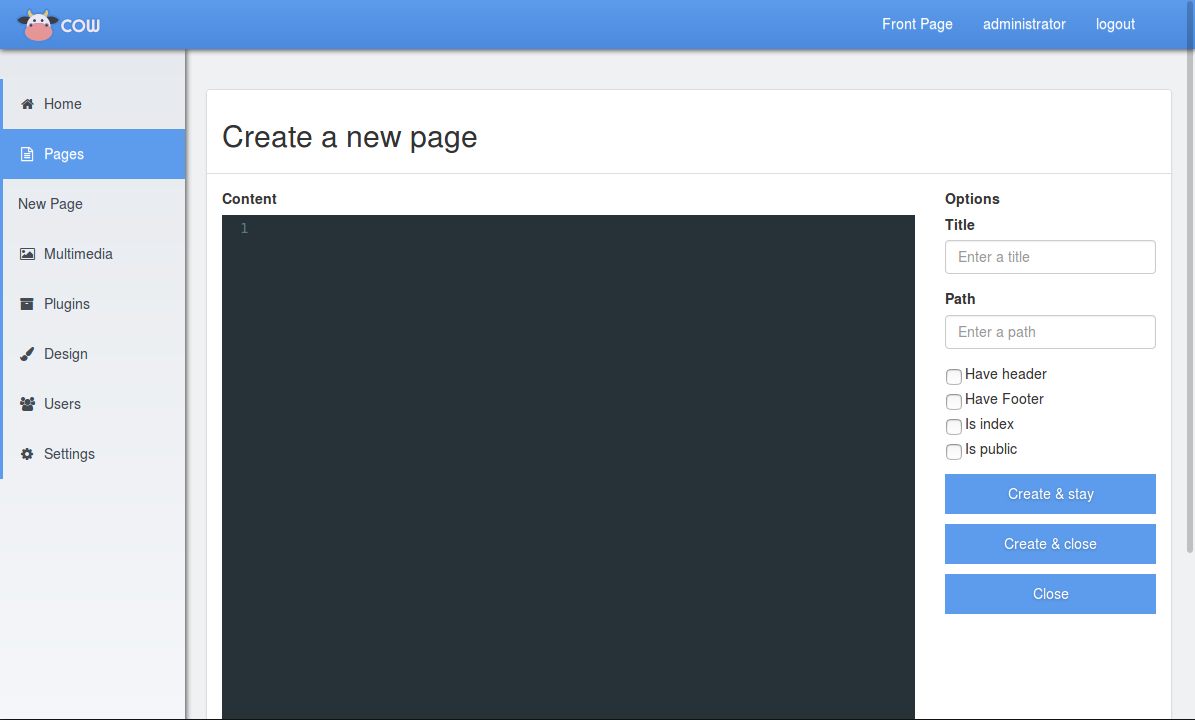 COW
Front Page
administrator
logout
Home
Pages
New Page
Multimedia
Plugins
Design
Users
Settings
Create a new page
Content
1
Options
Title
Enter a title
Path
Enter a path
Have header
Have Footer
Is index
Is public
Create & stay
Create & close
Close